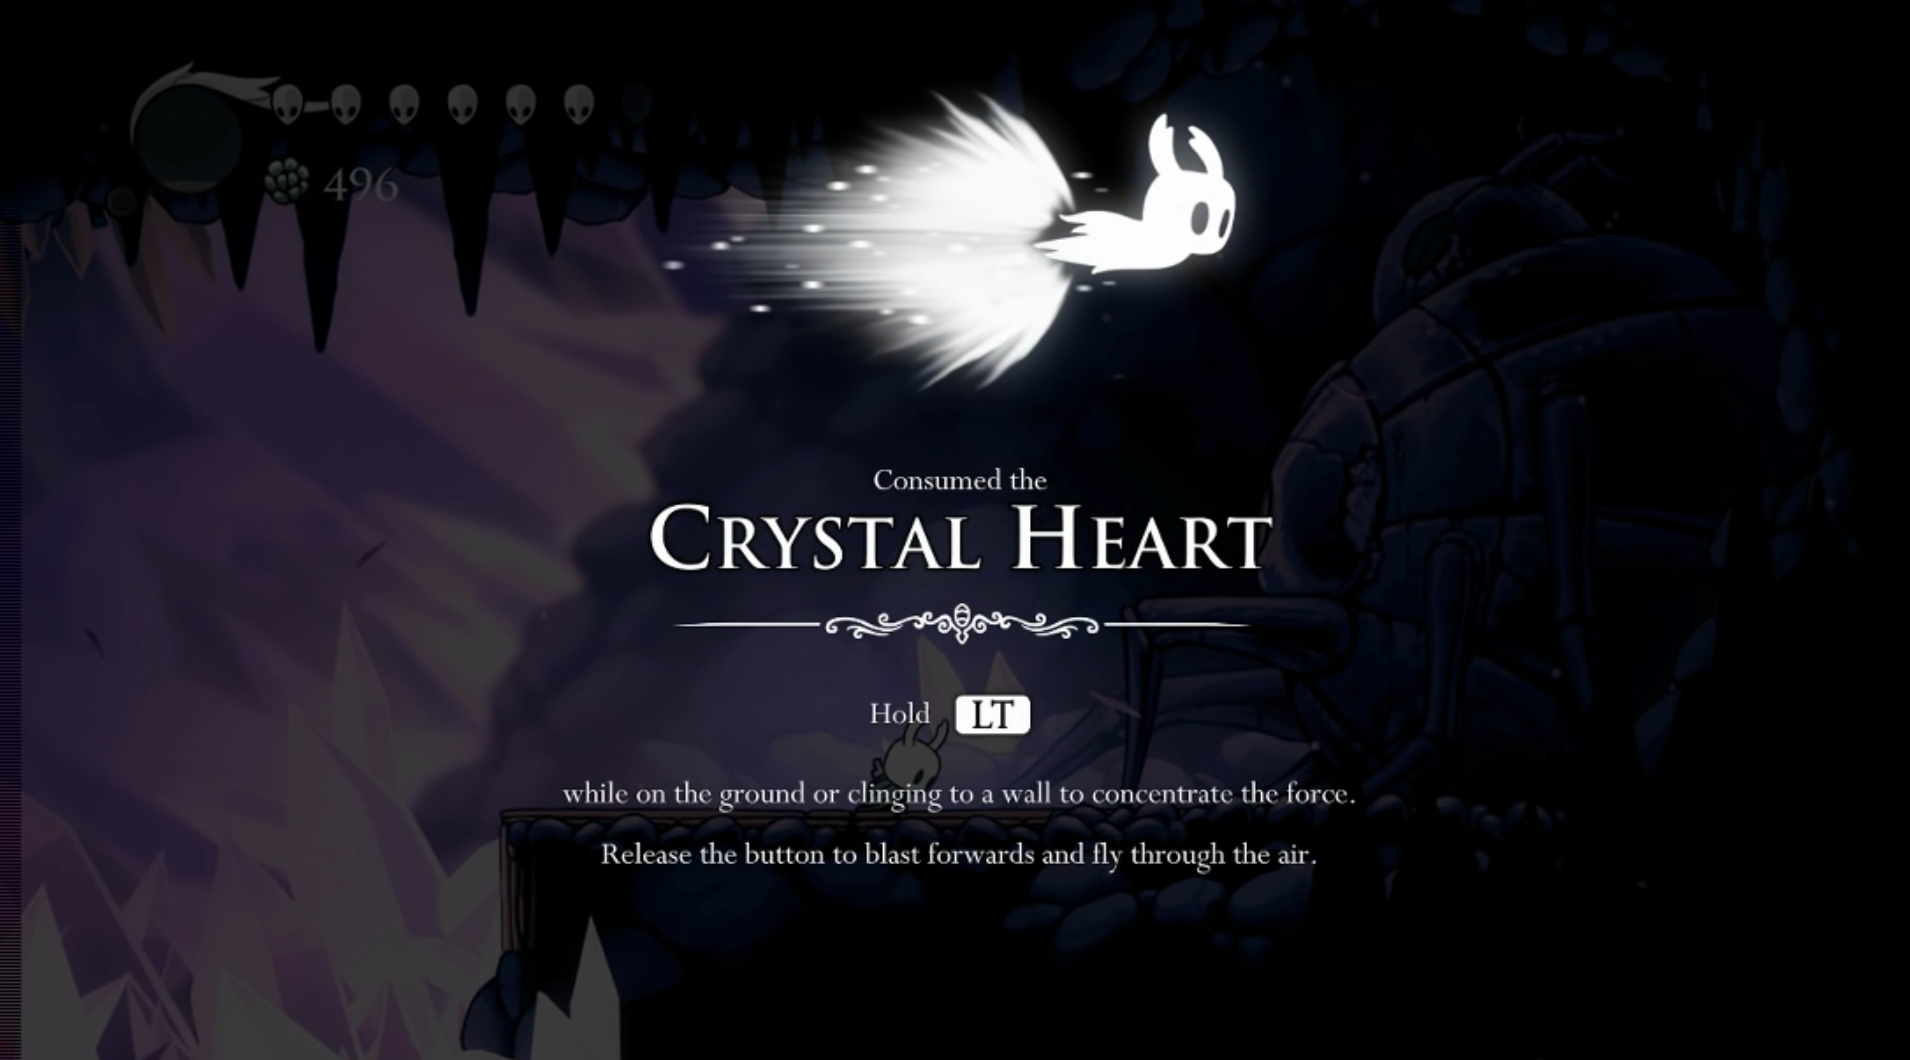 496
Consumed the
CRYSTAL HEART
Hold LT
while on the ground or clinging to a wall to concentrate the force.
Release the button to blast forwards and fly through the air.